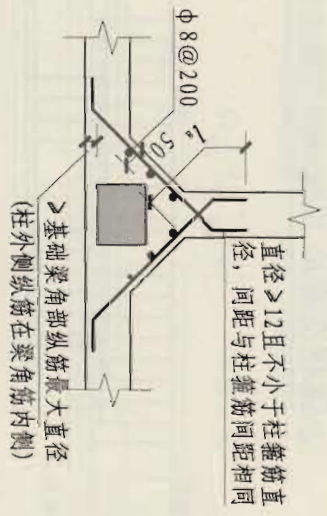 直径≥12且不小于柱箍筋直
径,间距与柱箍筋间距相同
lₐ
50
ϕ8@200
≥基础梁角部纵筋最大直径
(柱外侧纵筋在梁角筋内侧)